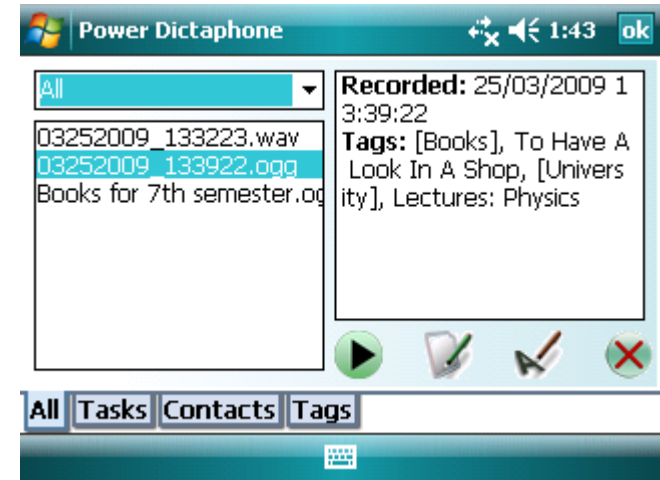 Power Dictaphone 1:43 ok
All
03252009_133223.wav
03252009_133922.ogg
Books for 7th semester.og
Recorded: 25/03/2009 1
3:39:22
Tags: [Books], To Have A
Look In A Shop, [Univers
ity], Lectures: Physics
All Tasks Contacts Tags